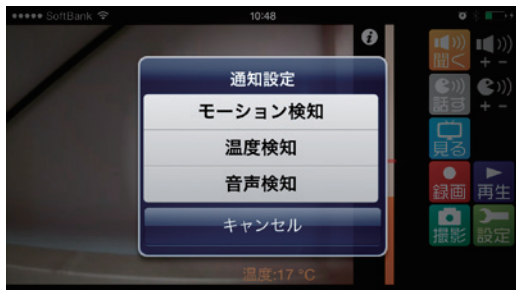 SoftBank
10:48
通知設定
モーション検知
温度検知
音声検知
キャンセル
温度:17 °C
聞く
+ -
話す
+ -
見る
録画
再生
撮影
設定